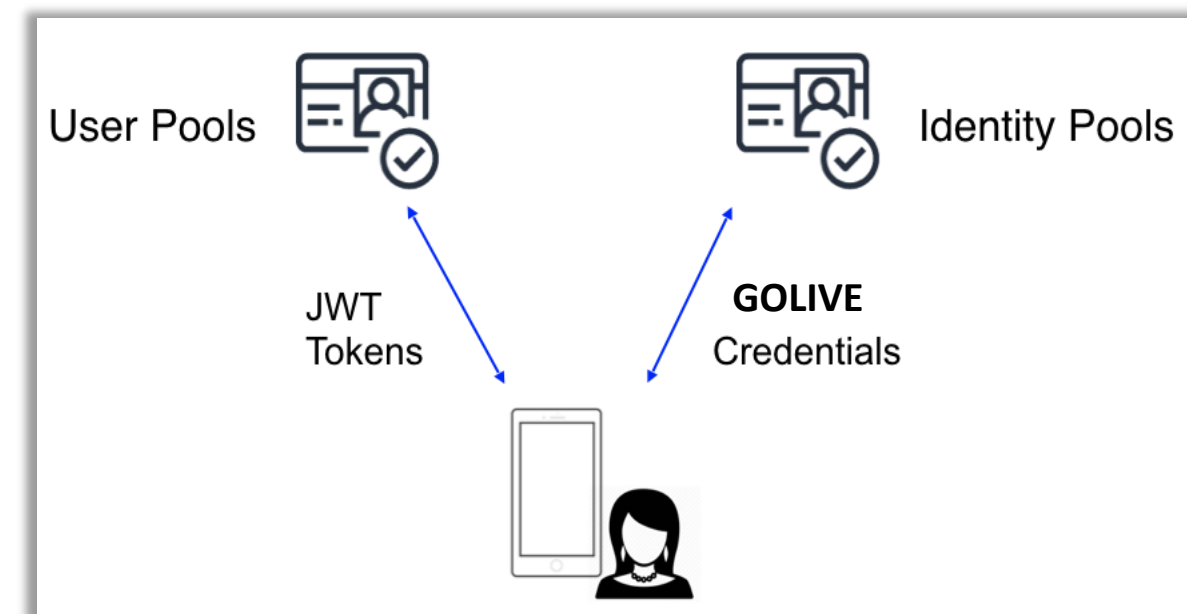 User Pools
Identity Pools
JWT
Tokens
GOLIVE
Credentials